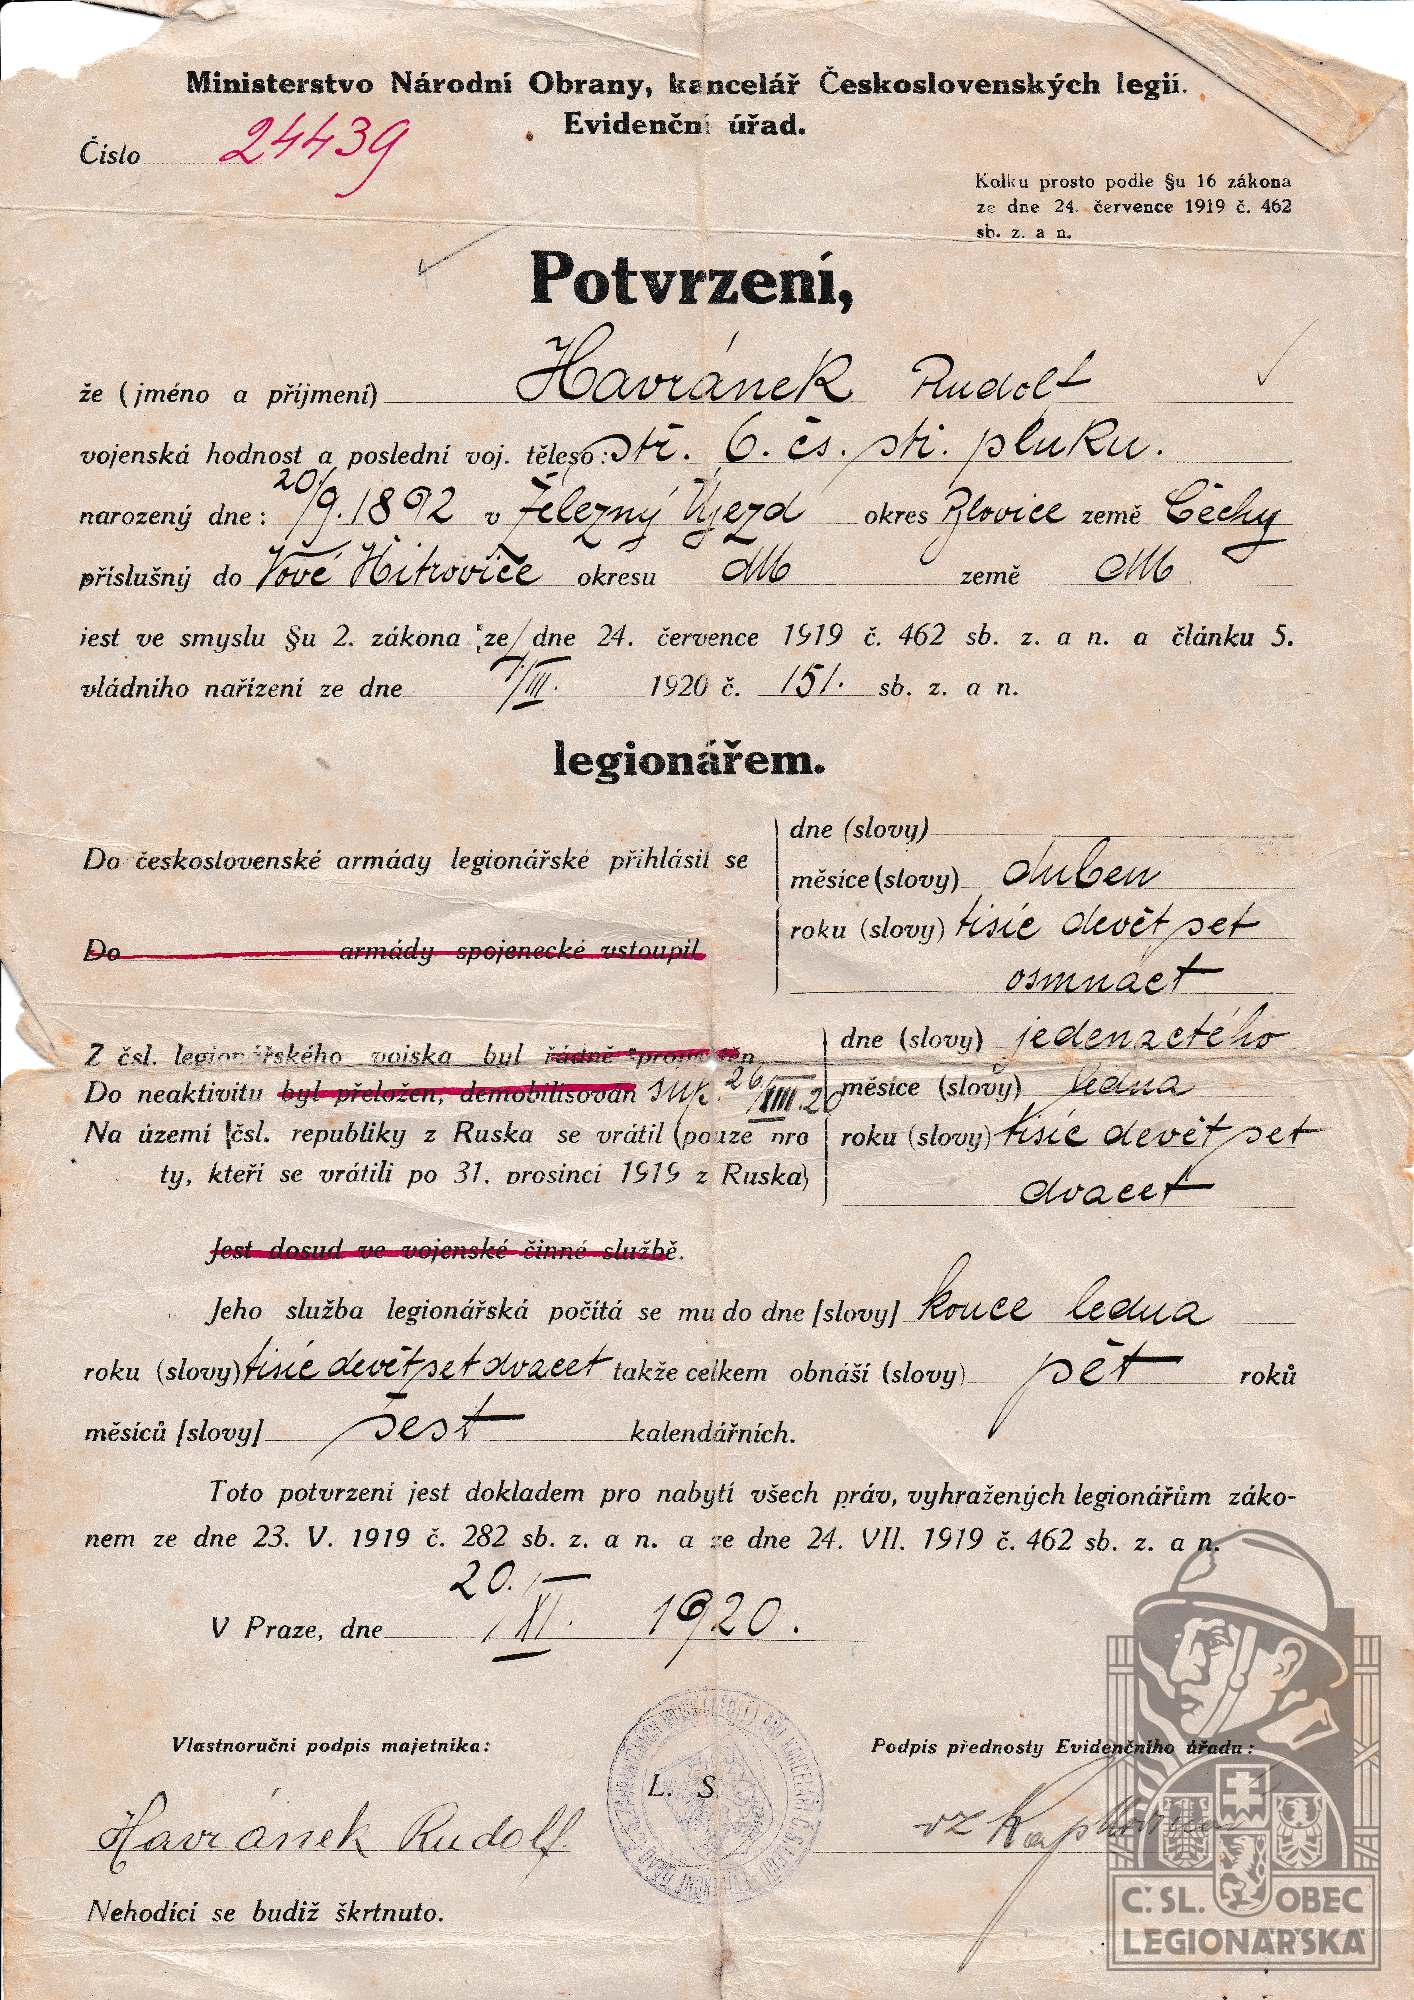 Ministerstvo Národní Obrany, kancelář Československých legií.
Evidenční úřad.
Číslo 24439
Kolku prosto podle §u 16 zákona
ze dne 24. července 1919 č. 462
sb. z. a n.
Potvrzení,
že (jméno a příjmení) Havránek Rudolf
vojenská hodnost a poslední voj. těleso: stř. 6. čs. stř. pluku.
narozený dne: 20/9. 1892 v Železný Újezd okres Blovice země Čechy
příslušný do Nové Mitrovice okresu dtto země dtto
jest ve smyslu §u 2. zákona ze dne 24. července 1919 č. 462 sb. z. a n. a článku 5.
vládního nařízení ze dne /III. 1920 č. 151. sb. z. a n.
legionářem.
Do československé armády legionářské přihlásil se
dne (slovy)
měsíce (slovy) duben
roku (slovy) tisíc devět set
osmnáct
Do armády spojenecké vstoupil
Z čsl. legionářského vojska byl řádně propuštěn
Do neaktivitu byl přeložen, demobilisován sup. 26/XIII. 20
Na území čsl. republiky z Ruska se vrátil (pouze pro
ty, kteří se vrátili po 31. prosinci 1919 z Ruska)
dne (slovy) jedenáctého
měsíce (slovy) ledna
roku (slovy) tisíc devět set
dvacet
Jest dosud ve vojenské činné službě.
Jeho služba legionářská počítá se mu do dne [slovy] konce ledna
roku (slovy) tisíc devět set dvacet takže celkem obnáší (slovy) pět roků
měsíců [slovy] šest kalendářních.
Toto potvrzení jest dokladem pro nabytí všech práv, vyhražených legionářům záko-
nem ze dne 23. V. 1919 č. 282 sb. z. a n. a ze dne 24. VII. 1919 č. 462 sb. z. a n.
V Praze, dne 20./XI. 1920.
Vlastnoruční podpis majetníka:
Podpis přednosty Evidenčního úřadu:
L. S.
Havránek Rudolf
vz
Nehodící se budiž škrtnuto.
Č. SL. OBEC
LEGIONÁŘSKÁ